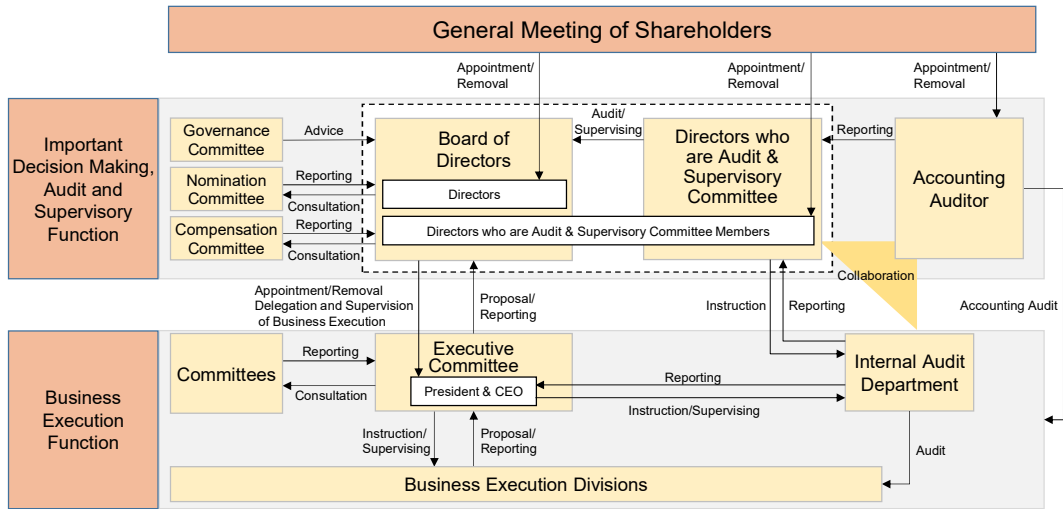 General Meeting of Shareholders
Appointment/
Removal
Appointment/
Removal
Appointment/
Removal
Important
Decision Making,
Audit and
Supervisory
Function
Governance
Committee
Advice
Nomination
Committee
Reporting
Consultation
Compensation
Committee
Reporting
Consultation
Board of
Directors
Directors
Audit/
Supervising
Directors who
are Audit &
Supervisory
Committee
Directors who are Audit & Supervisory Committee Members
Reporting
Accounting
Auditor
Collaboration
Appointment/Removal
Delegation and Supervision
of Business Execution
Proposal/
Reporting
Instruction
Reporting
Accounting Audit
Business
Execution
Function
Committees
Reporting
Consultation
Executive
Committee
President & CEO
Reporting
Instruction/Supervising
Internal Audit
Department
Instruction/
Supervising
Proposal/
Reporting
Audit
Business Execution Divisions